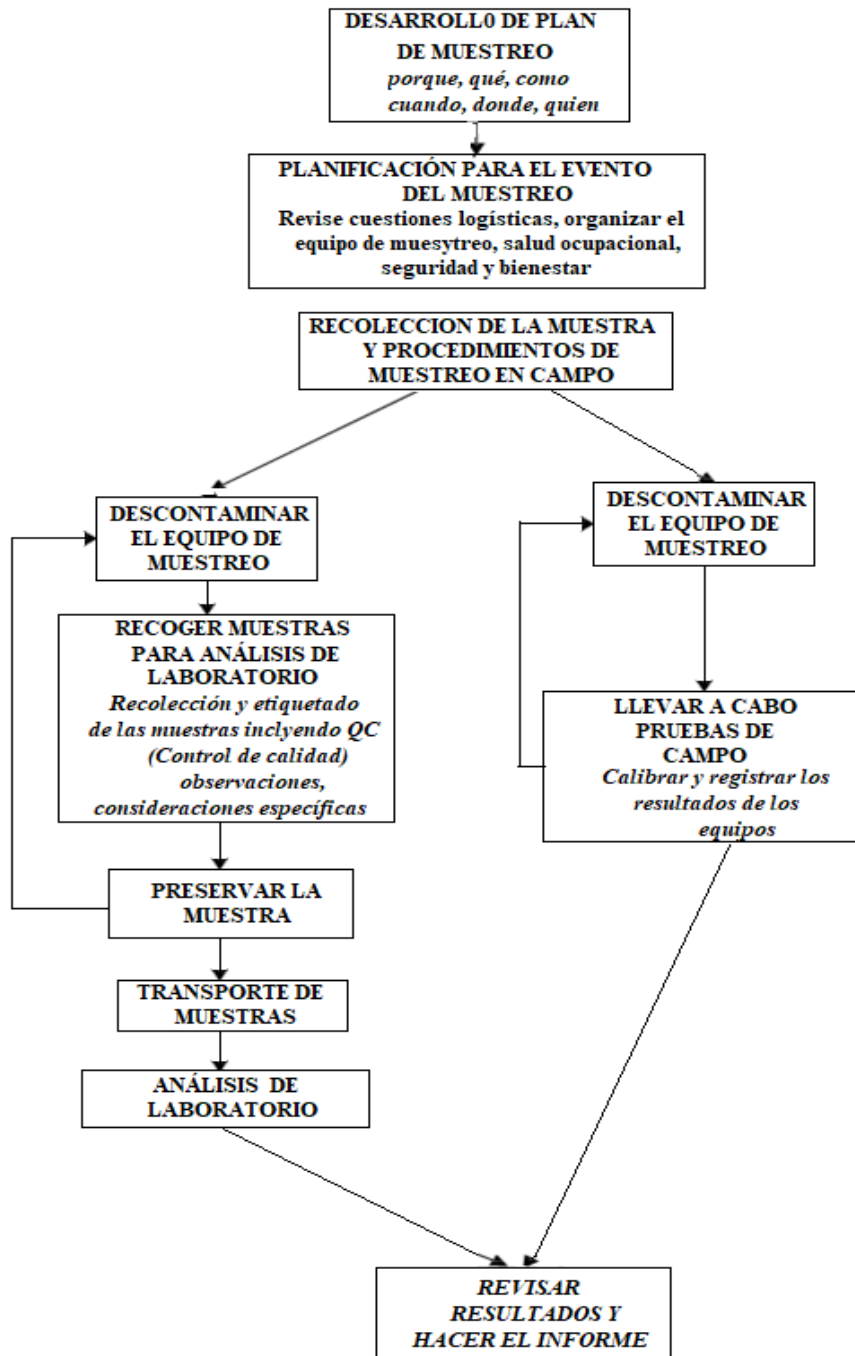 DESARROLL0 DE PLAN
DE MUESTREO
porque, qué, como
cuando, donde, quien
PLANIFICACIÓN PARA EL EVENTO
DEL MUESTREO
Revise cuestiones logísticas, organizar el
equipo de muesytreo, salud ocupacional,
seguridad y bienestar
RECOLECCION DE LA MUESTRA
Y PROCEDIMIENTOS DE
MUESTREO EN CAMPO
DESCONTAMINAR
EL EQUIPO DE
MUESTREO
RECOGER MUESTRAS
PARA ANÁLISIS DE
LABORATORIO
Recolección y etiquetado
de las muestras inclyendo QC
(Control de calidad)
observaciones,
consideraciones específicas
PRESERVAR LA
MUESTRA
TRANSPORTE DE
MUESTRAS
ANÁLISIS DE
LABORATORIO
DESCONTAMINAR
EL EQUIPO DE
MUESTREO
LLEVAR A CABO
PRUEBAS DE
CAMPO
Calibrar y registrar los
resultados de los
equipos
REVISAR
RESULTADOS Y
HACER EL INFORME